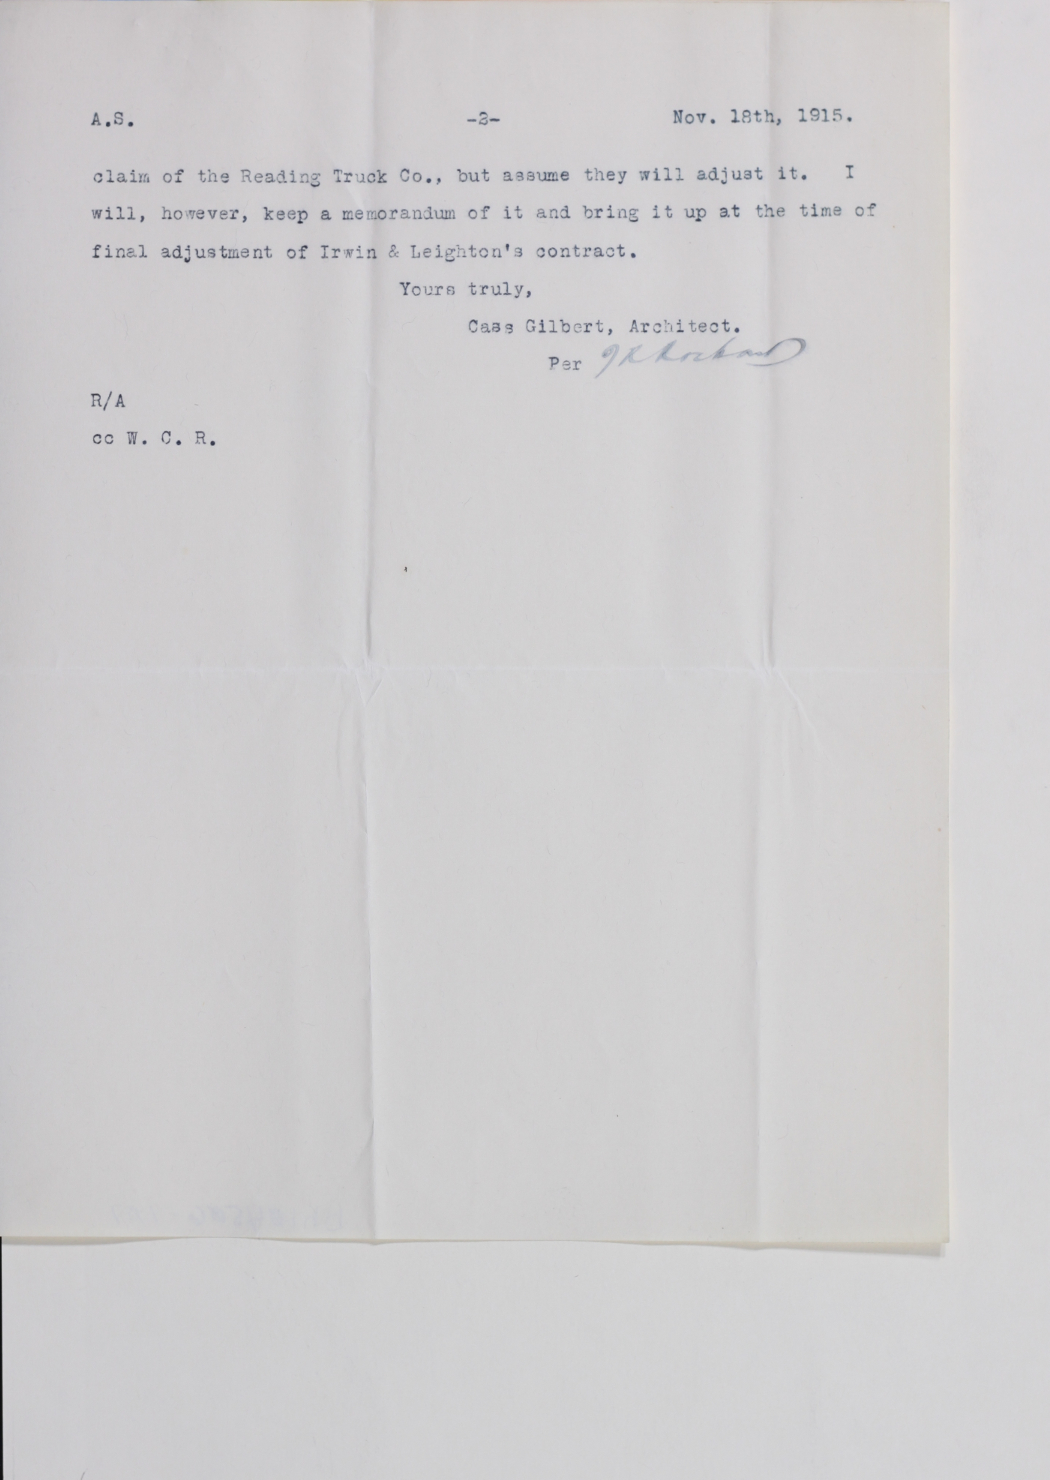 A.S. -2- Nov. 18th, 1915.
claim of the Reading Truck Co., but assume they will adjust it. I
will, however, keep a memorandum of it and bring it up at the time of
final adjustment of Irwin & Leighton's contract.
Yours truly,
Cass Gilbert, Architect.
Per
R/A
cc W. C. R.